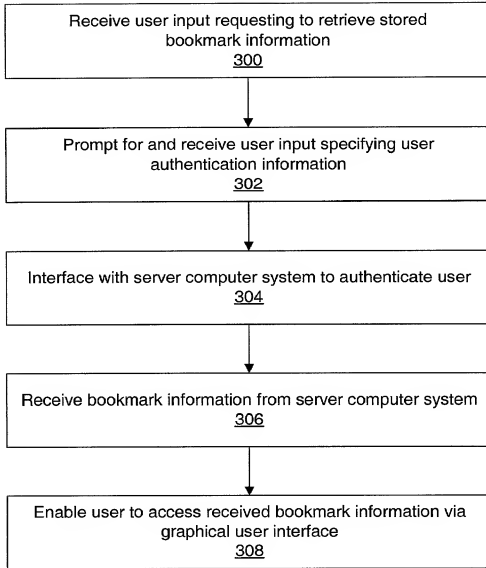 Receive user input requesting to retrieve stored
bookmark information
300
Prompt for and receive user input specifying user
authentication information
302
Interface with server computer system to authenticate user
304
Receive bookmark information from server computer system
306
Enable user to access received bookmark information via
graphical user interface
308